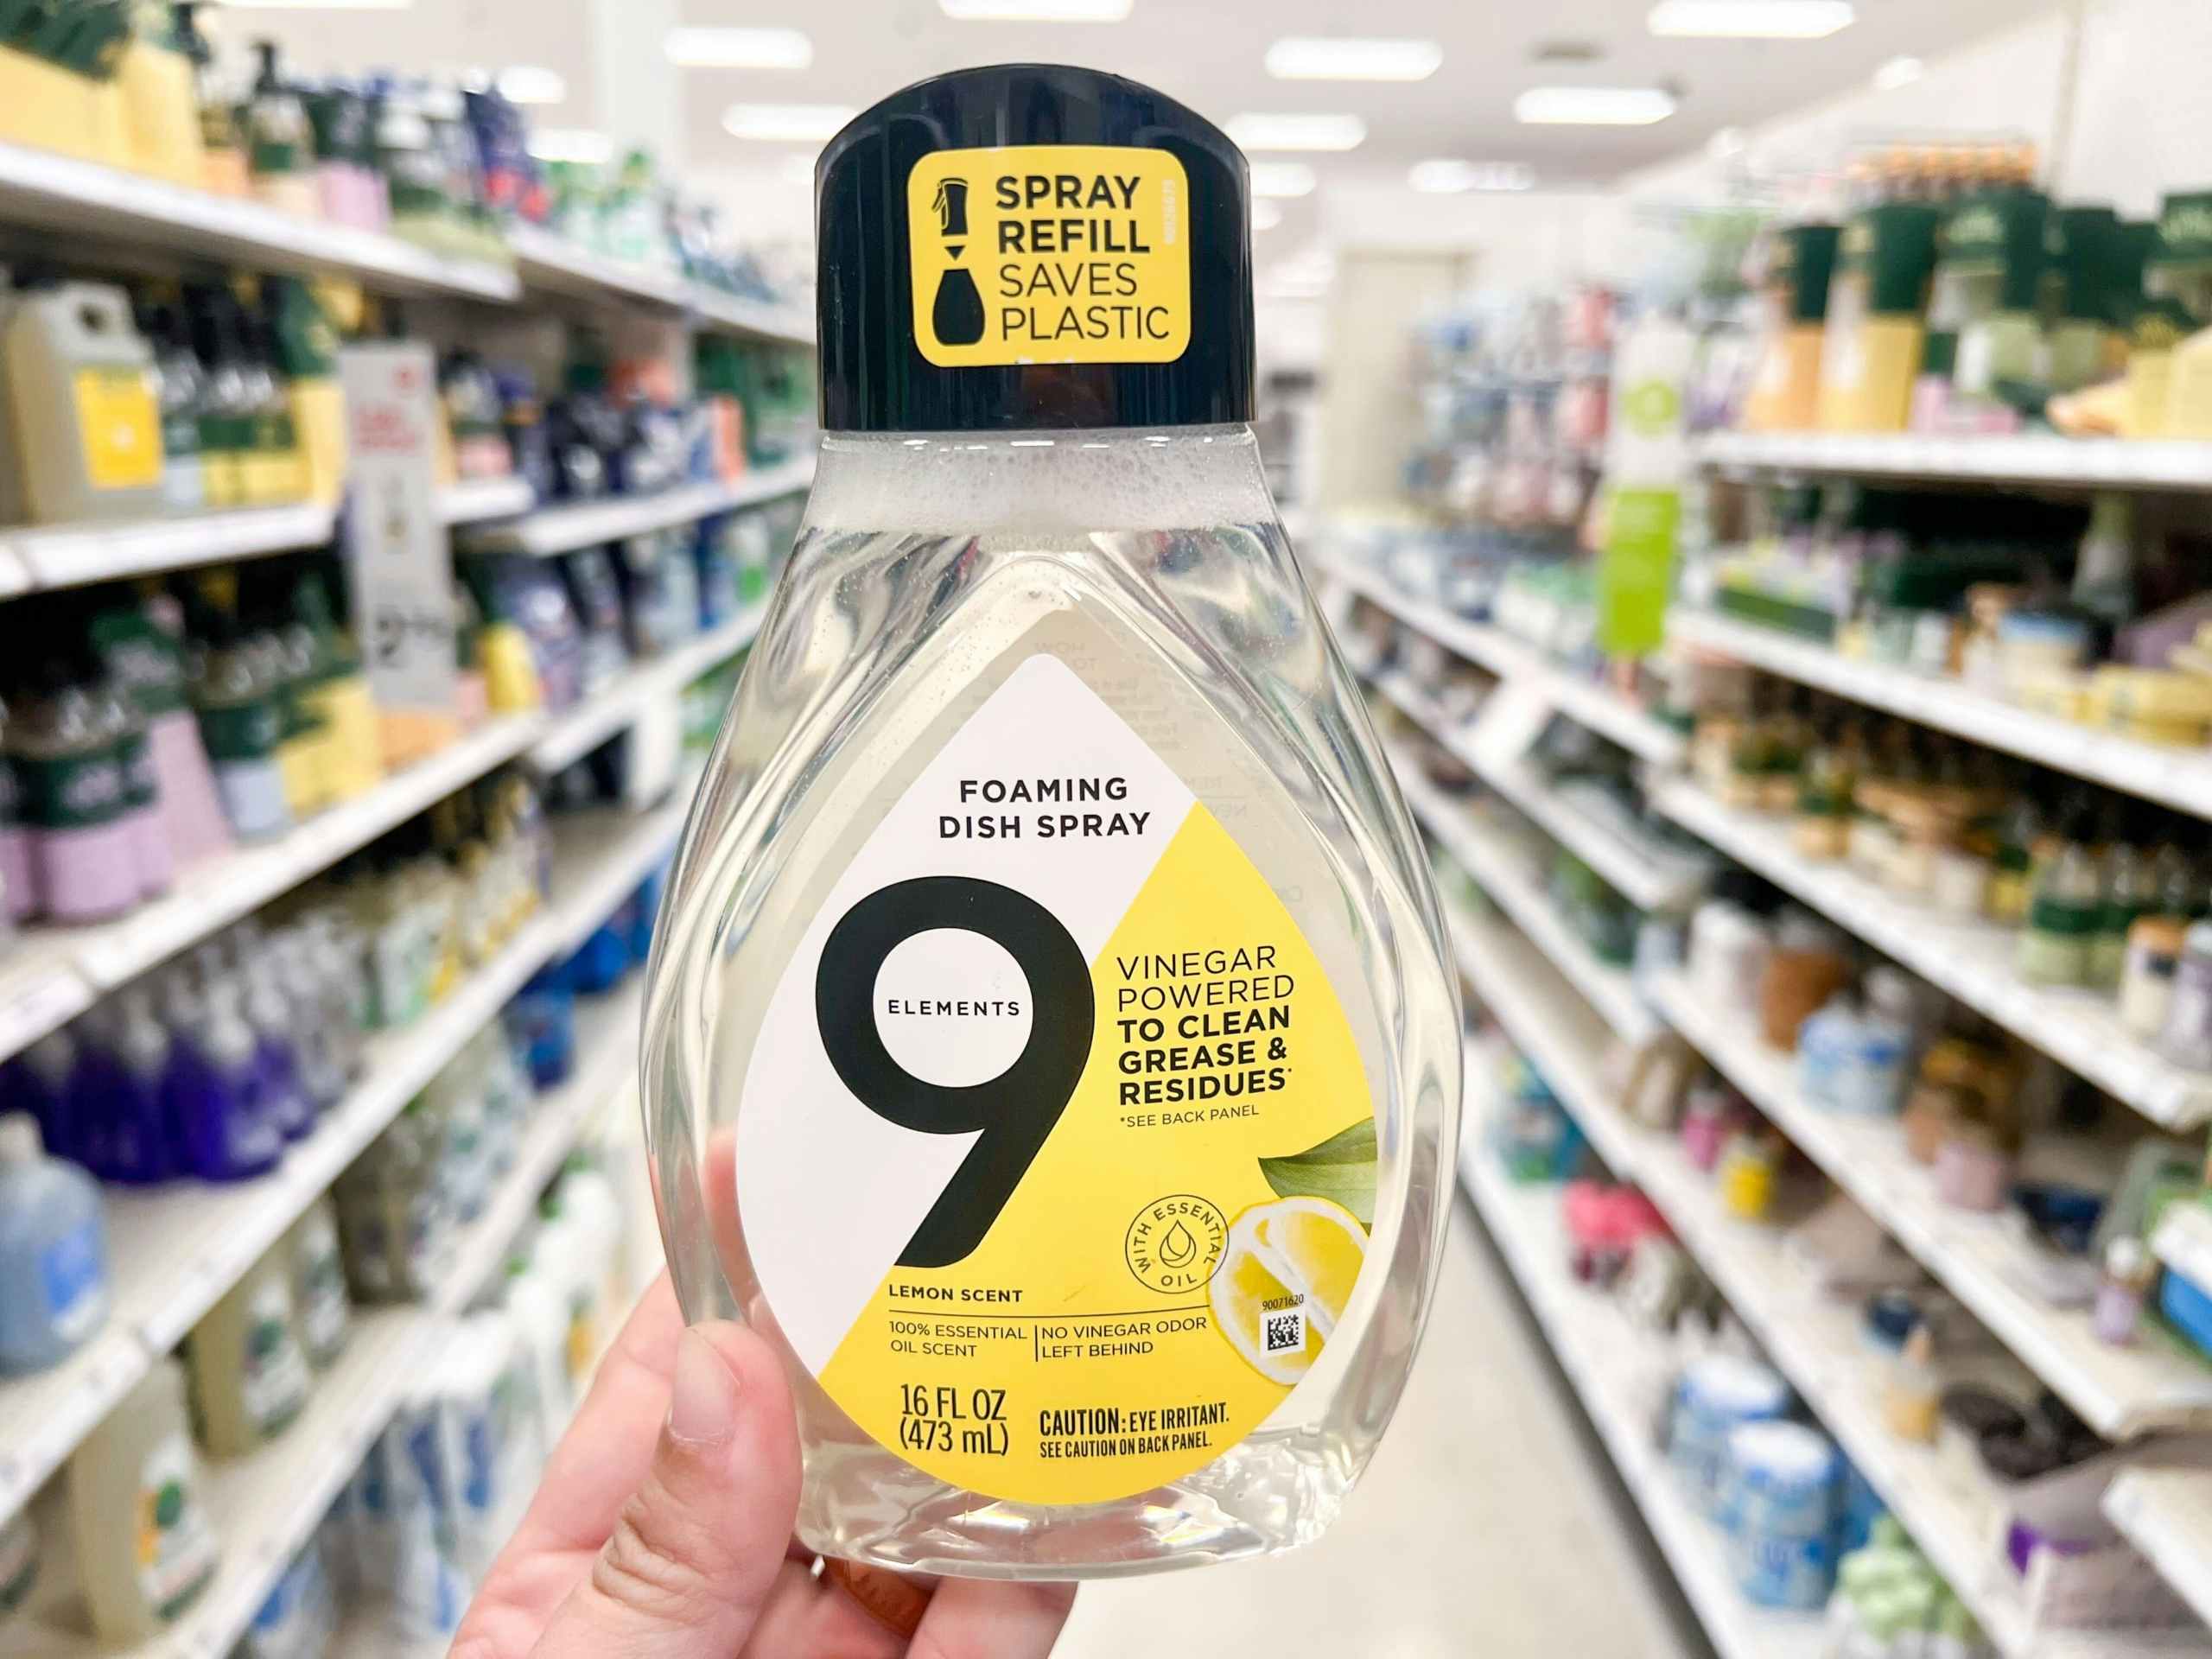 SPRAY
REFILL
SAVES
PLASTIC
FOAMING
DISH SPRAY
9
ELEMENTS
VINEGAR
POWERED
TO CLEAN
GREASE &
RESIDUES*
*SEE BACK PANEL
WITH ESSENTIAL
OIL
LEMON SCENT
100% ESSENTIAL
OIL SCENT
NO VINEGAR ODOR
LEFT BEHIND
90071620
16 FL OZ
(473 mL)
CAUTION: EYE IRRITANT.
SEE CAUTION ON BACK PANEL.